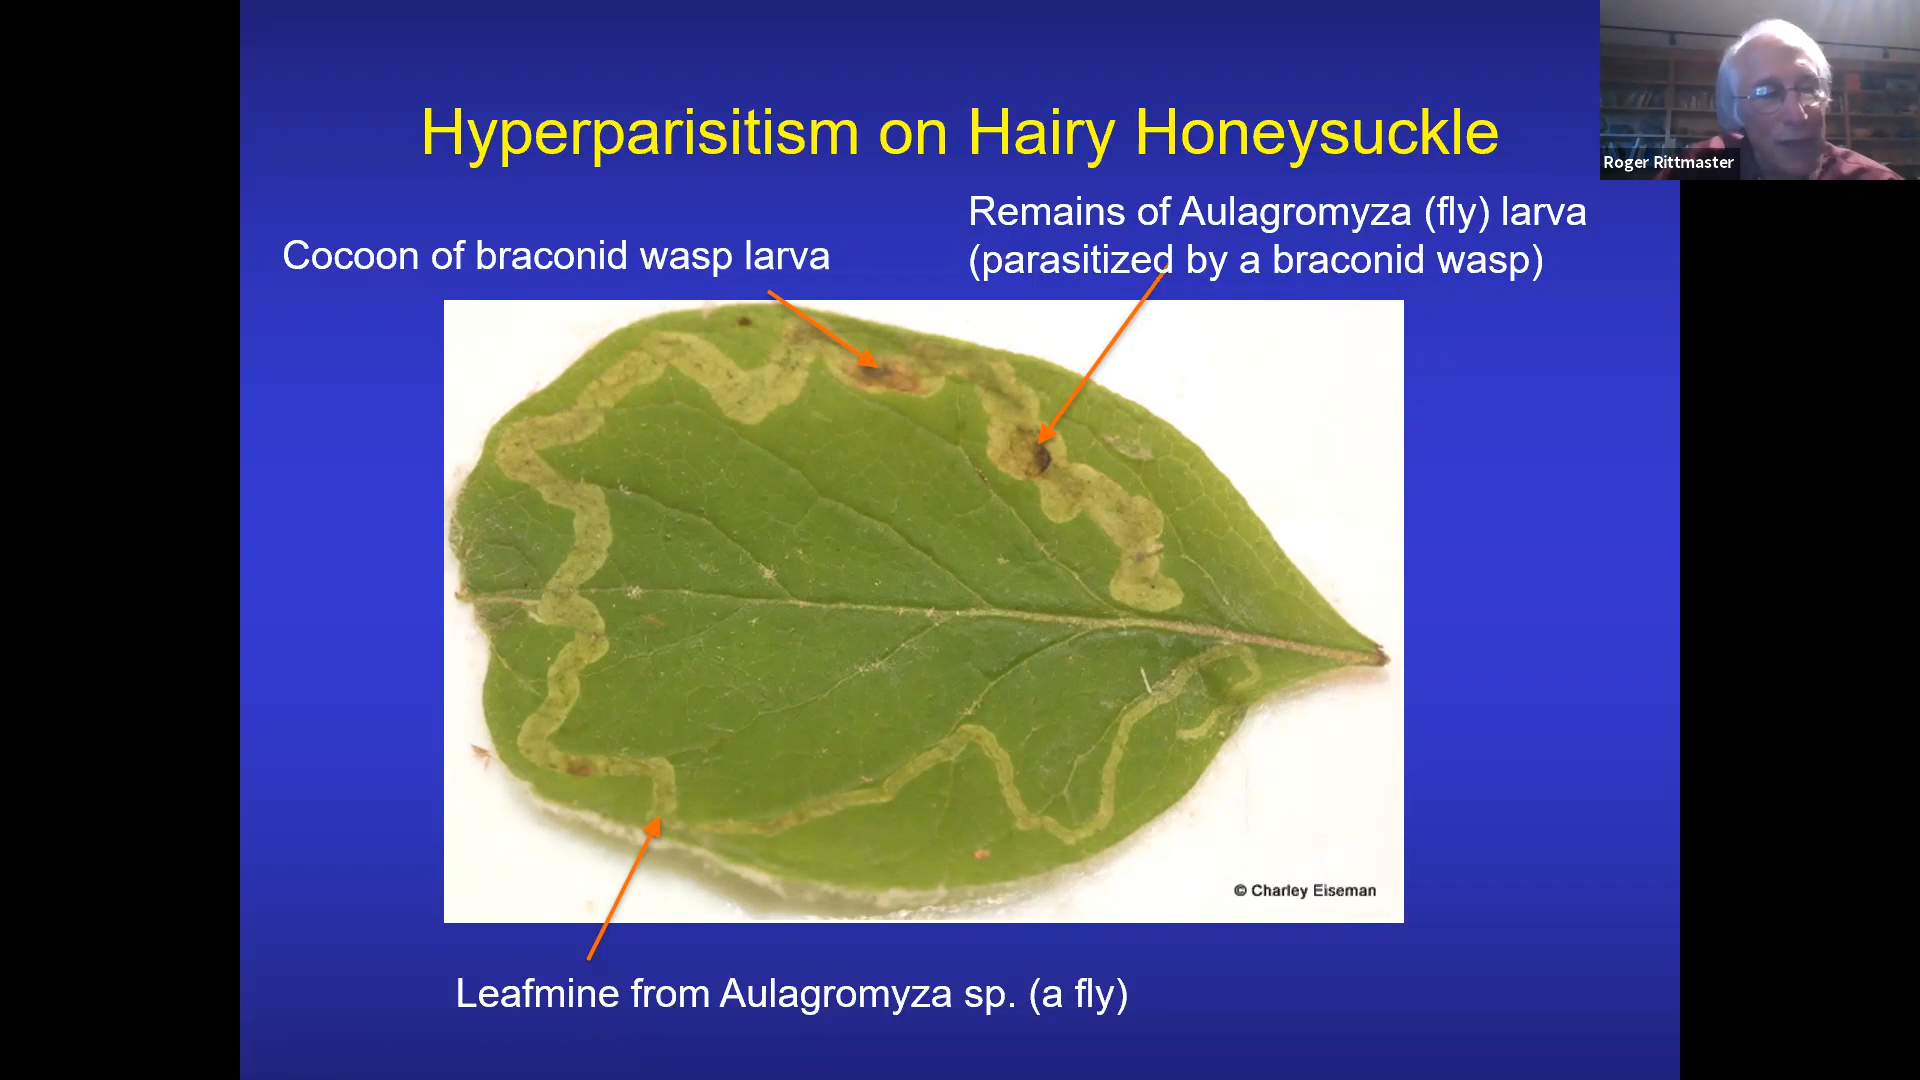 Hyperparisitism on Hairy Honeysuckle
Roger Rittmaster
Remains of Aulagromyza (fly) larva
(parasitized by a braconid wasp)
Cocoon of braconid wasp larva
© Charley Eiseman
Leafmine from Aulagromyza sp. (a fly)